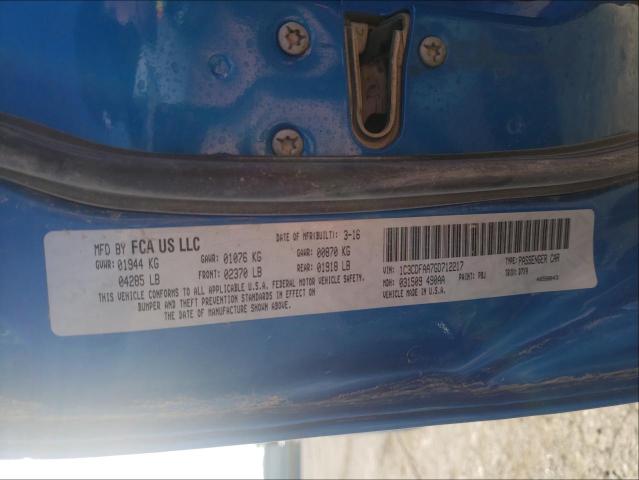 MFD BY FCA US LLC DATE OF MFR(BUILT): 3-16
GVWR: 01944 KG GAWR: 01076 KG GAWR: 00870 KG
04285 LB FRONT: 02370 LB REAR: 01918 LB
THIS VEHICLE CONFORMS TO ALL APPLICABLE U.S.A. FEDERAL MOTOR VEHICLE SAFETY,
BUMPER AND THEFT PREVENTION STANDARDS IN EFFECT ON
THE DATE OF MANUFACTURE SHOWN ABOVE.
VIN: 1C3CDFAA7GD712217 TYPE: PASSENGER CAR
MDH: 031509 490AA PAINT: PBJ
VEHICLE MADE IN U.S.A.